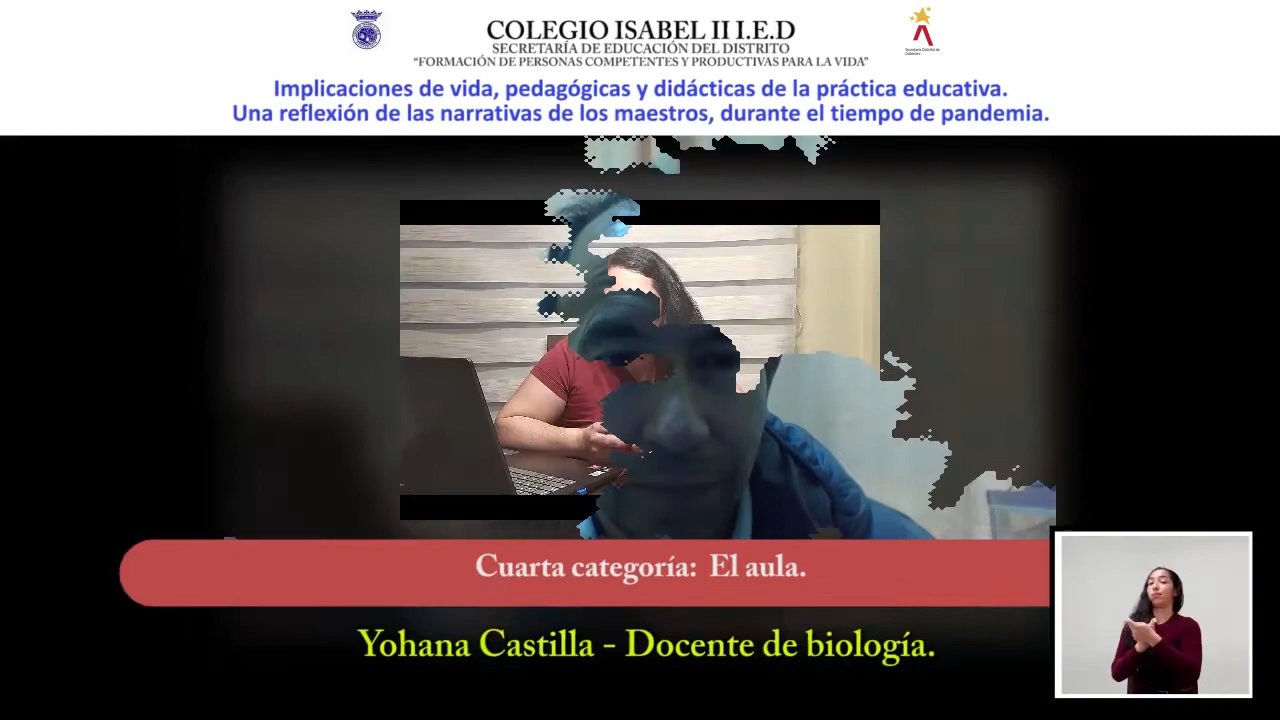 COLEGIO ISABEL II I.E.D
SECRETARÍA DE EDUCACIÓN DEL DISTRITO
“FORMACIÓN DE PERSONAS COMPETENTES Y PRODUCTIVAS PARA LA VIDA”
Implicaciones de vida, pedagógicas y didácticas de la práctica educativa.
Una reflexión de las narrativas de los maestros, durante el tiempo de pandemia.
Cuarta categoría: El aula.
Yohana Castilla - Docente de biología.